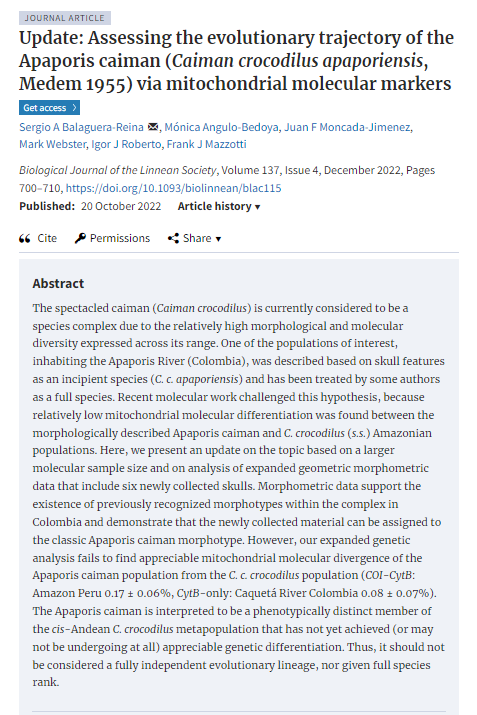 JOURNAL ARTICLE
Update: Assessing the evolutionary trajectory of the
Apaporis caiman (Caiman crocodilus apaporiensis,
Medem 1955) via mitochondrial molecular markers
Get access
Sergio A Balaguera-Reina, Mónica Angulo-Bedoya, Juan F Moncada-Jimenez,
Mark Webster, Igor J Roberto, Frank J Mazzotti
Biological Journal of the Linnean Society, Volume 137, Issue 4, December 2022, Pages
700–710, https://doi.org/10.1093/biolinnean/blac115
Published: 20 October 2022 Article history
Cite Permissions Share
Abstract
The spectacled caiman (Caiman crocodilus) is currently considered to be a
species complex due to the relatively high morphological and molecular
diversity expressed across its range. One of the populations of interest,
inhabiting the Apaporis River (Colombia), was described based on skull features
as an incipient species (C. c. apaporiensis) and has been treated by some authors
as a full species. Recent molecular work challenged this hypothesis, because
relatively low mitochondrial molecular differentiation was found between the
morphologically described Apaporis caiman and C. crocodilus (s.s.) Amazonian
populations. Here, we present an update on the topic based on a larger
molecular sample size and on analysis of expanded geometric morphometric
data that include six newly collected skulls. Morphometric data support the
existence of previously recognized morphotypes within the complex in
Colombia and demonstrate that the newly collected material can be assigned to
the classic Apaporis caiman morphotype. However, our expanded genetic
analysis fails to find appreciable mitochondrial molecular divergence of the
Apaporis caiman population from the C. c. crocodilus population (COI-CytB:
Amazon Peru 0.17 ± 0.06%, CytB-only: Caquetá River Colombia 0.08 ± 0.07%).
The Apaporis caiman is interpreted to be a phenotypically distinct member of
the cis-Andean C. crocodilus metapopulation that has not yet achieved (or may
not be undergoing at all) appreciable genetic differentiation. Thus, it should not
be considered a fully independent evolutionary lineage, nor given full species
rank.